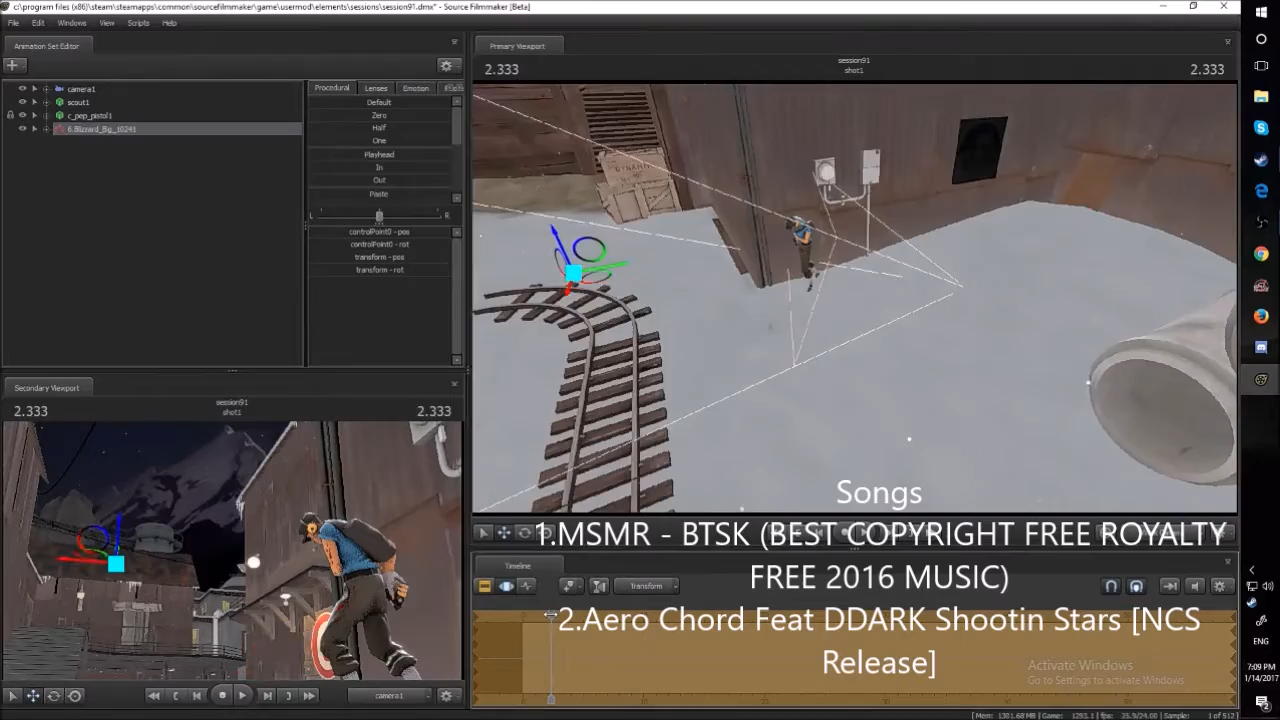 c:\program files (x86)\steam\steamapps\common\sourcefilmmaker\game\usermod\elements\sessions\session91.dmx* - Source Filmmaker [Beta]
File Edit Windows View Scripts Help
Animation Set Editor
camera1
scout1
c_pep_pistol1
6.Blizzard_Big_10241
Procedural Lenses Emotion
Default
Zero
Half
One
Playhead
In
Out
Paste
L R
controlPoint0 - pos
controlPoint0 - rot
transform - pos
transform - rot
Primary Viewport
session91
2.333 shot1 2.333
Secondary Viewport
session91
2.333 shot1 2.333
camera1
Songs
1.MSMR - BTSK (BEST COPYRIGHT FREE ROYALTY
FREE 2016 MUSIC)
Timeline
Transform
2.Aero Chord Feat DDARK Shootin Stars [NCS
Release]
Activate Windows
Go to Settings to activate Windows.
ENG
7:09 PM
1/14/2017